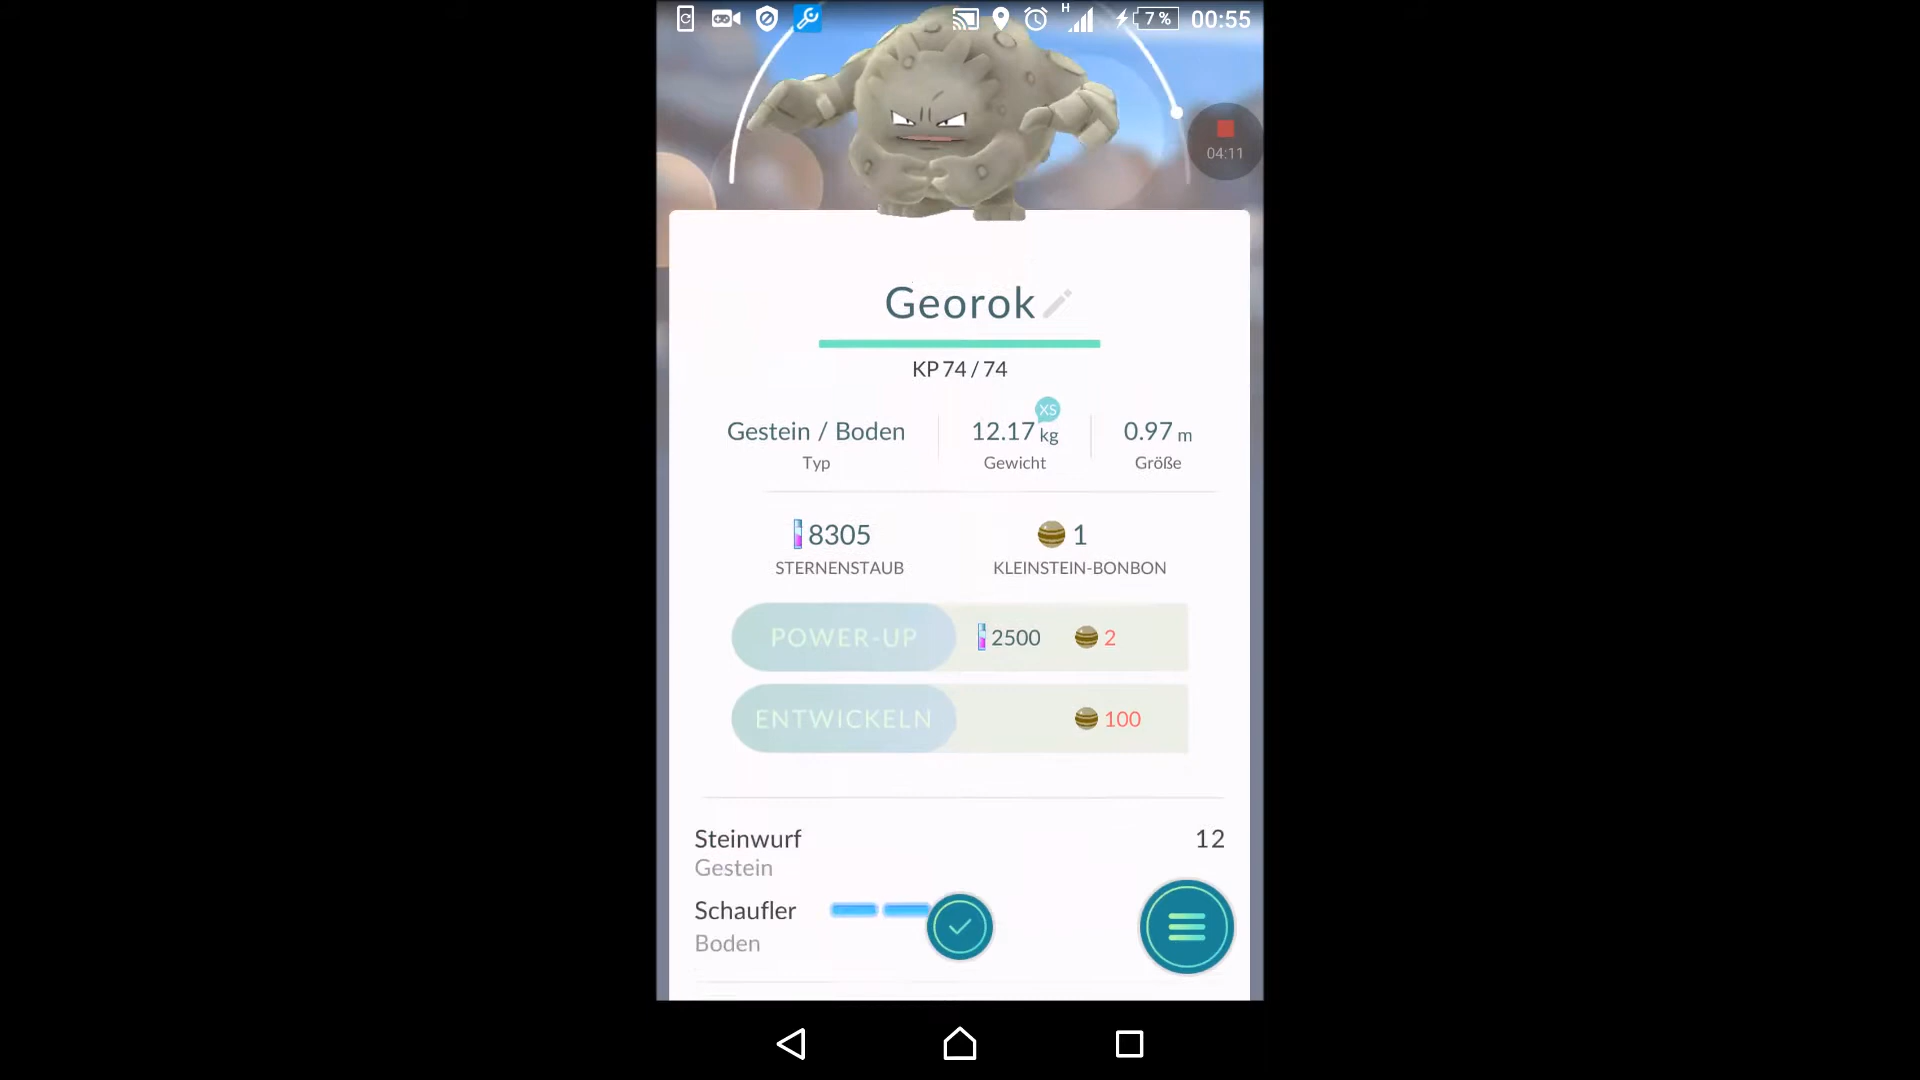 H
7 %
00:55
04:11
Georok
KP 74 / 74
XS
Gestein / Boden
12.17 kg
0.97 m
Typ
Gewicht
Größe
8305
1
STERNENSTAUB
KLEINSTEIN-BONBON
POWER-UP
2500
2
ENTWICKELN
100
Steinwurf
12
Gestein
Schaufler
Boden